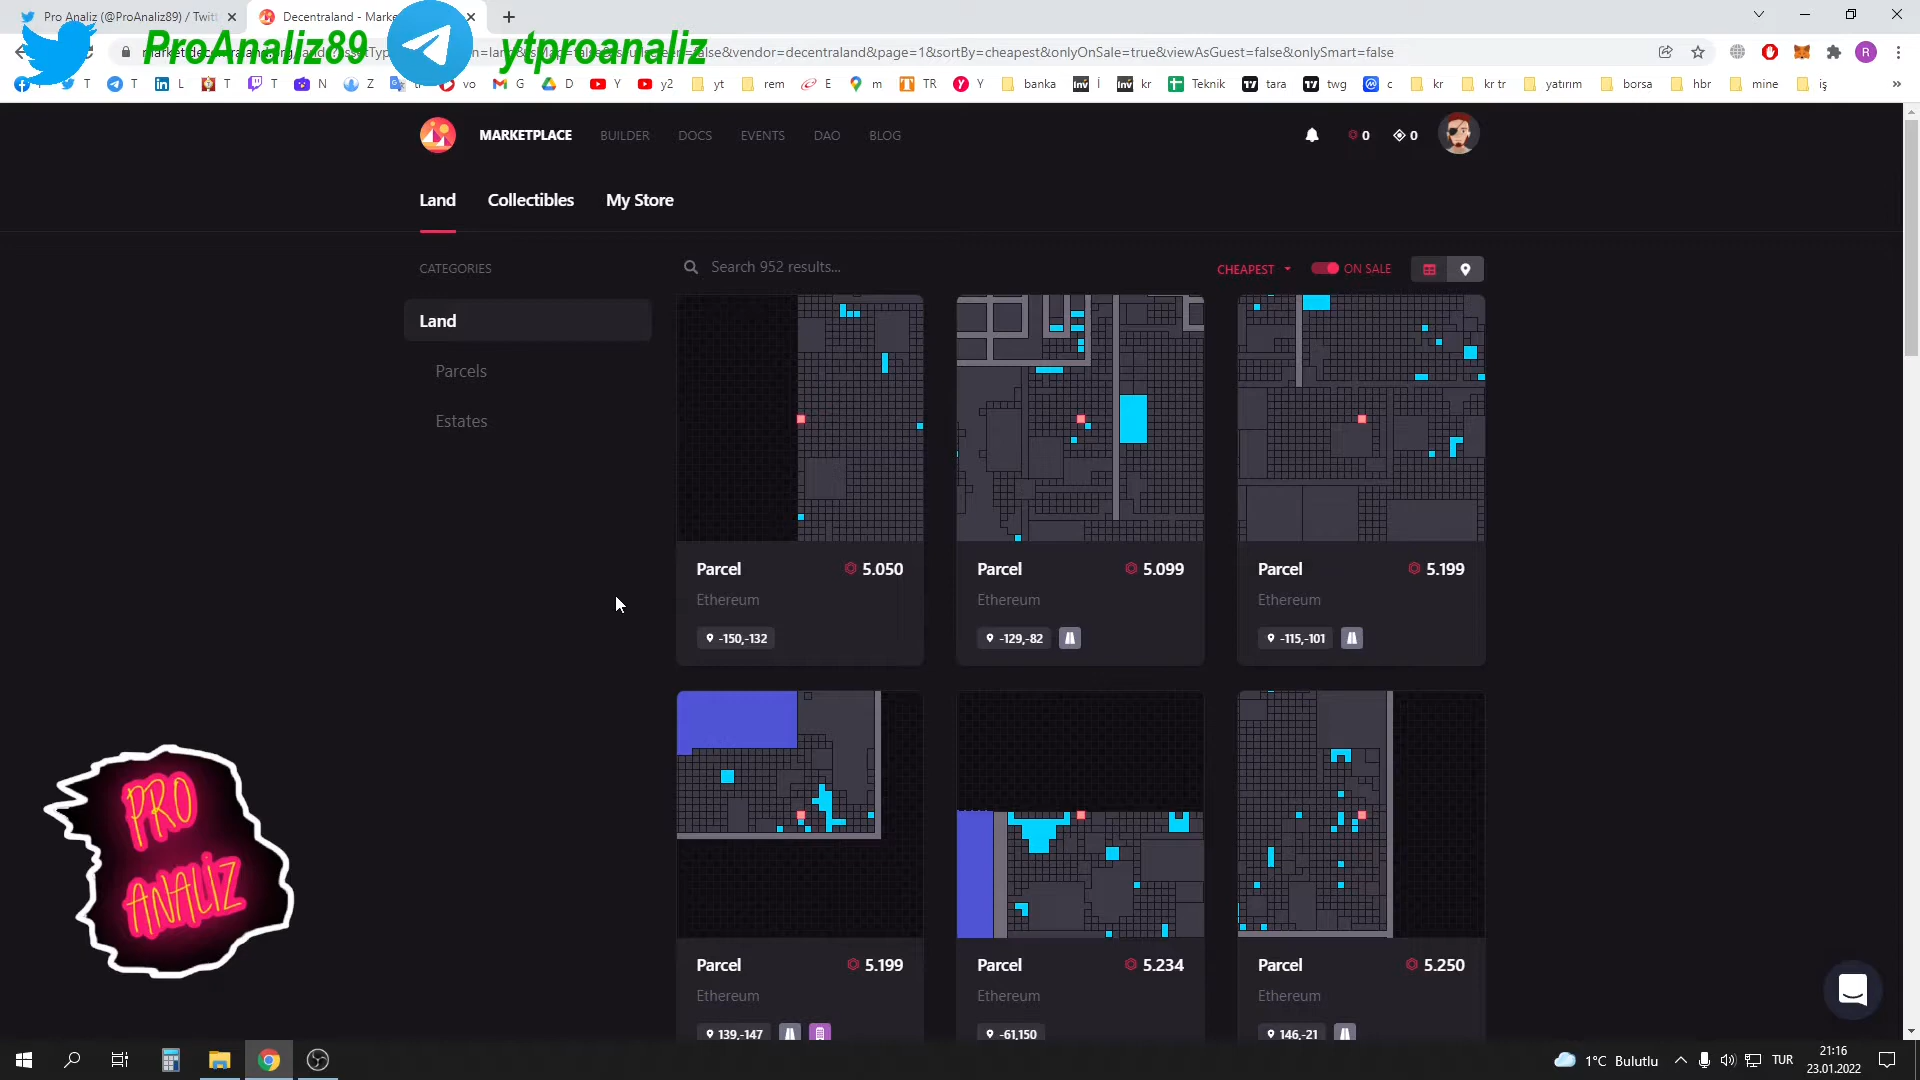 Pro Analiz (@ProAnaliz89) / Twit
Decentraland - Marke
ProAnaliz89
ytproanaliz
=false&vendor=decentraland&page=1&sortBy=cheapest&onlyOnSale=true&viewAsGuest=false&onlySmart=false
T
T
L
T
T
N
Z
vo
M
G
D
Y
y2
yt
rem
E
m
TR
Y
banka
İ
kr
Teknik
tara
twg
c
kr
kr tr
yatırım
borsa
hbr
mine
iş
»
MARKETPLACE
BUILDER
DOCS
EVENTS
DAO
BLOG
0
0
R
Land
Collectibles
My Store
CATEGORIES
Search 952 results...
CHEAPEST
ON SALE
Land
Parcels
Estates
Parcel
5.050
Ethereum
-150,-132
Parcel
5.099
Ethereum
-129,-82
Parcel
5.199
Ethereum
-115,-101
Parcel
5.199
Ethereum
139,-147
Parcel
5.234
Ethereum
-61,150
Parcel
5.250
Ethereum
146,-21
PRO
ANALİZ
1°C Bulutlu
TUR
21:16
23.01.2022